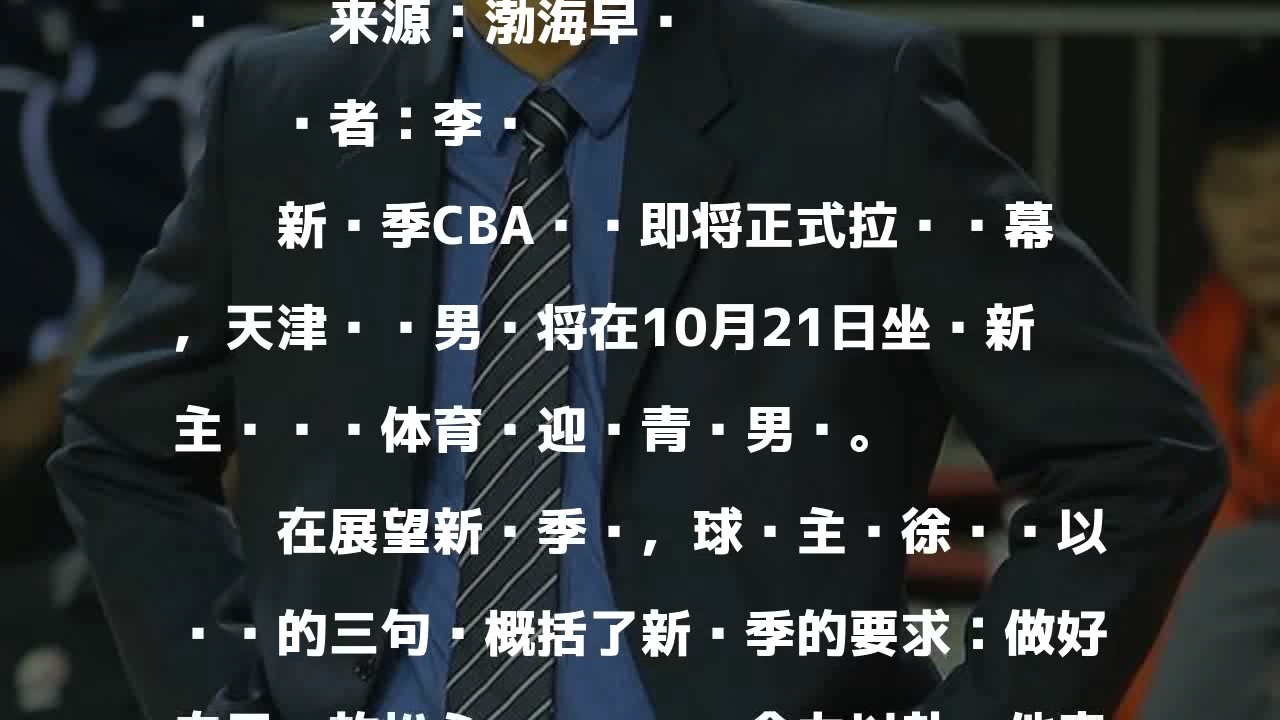 · 来源：渤海早·
·者：李·
新·季CBA··即将正式拉··幕
，天津··男·将在10月21日坐·新
主···体育·迎·青·男·。
在展望新·季·，球·主·徐··以
··的三句·概括了新·季的要求：做好